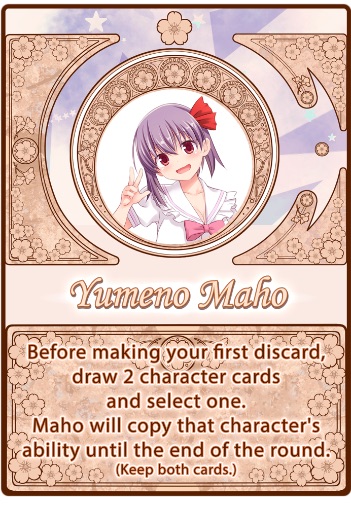 Yumeno Maho
Before making your first discard,
draw 2 character cards
and select one.
Maho will copy that character's
ability until the end of the round.
(Keep both cards.)